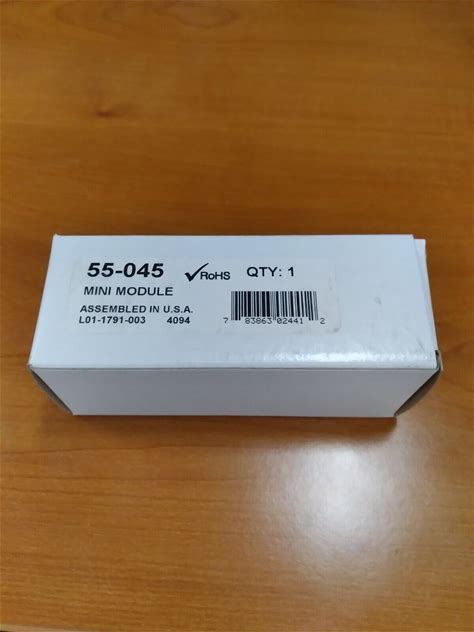 55-045 ✓RoHS QTY: 1
MINI MODULE
ASSEMBLED IN U.S.A.
L01-1791-003 4094
7 83863 02441 2